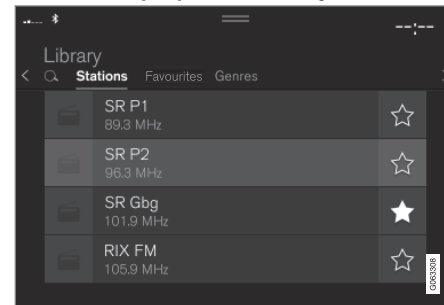 --:--
Library
Stations Favourites Genres
SR P1
89.3 MHz
SR P2
96.3 MHz
SR Gbg
101.9 MHz
RIX FM
105.9 MHz
G063308